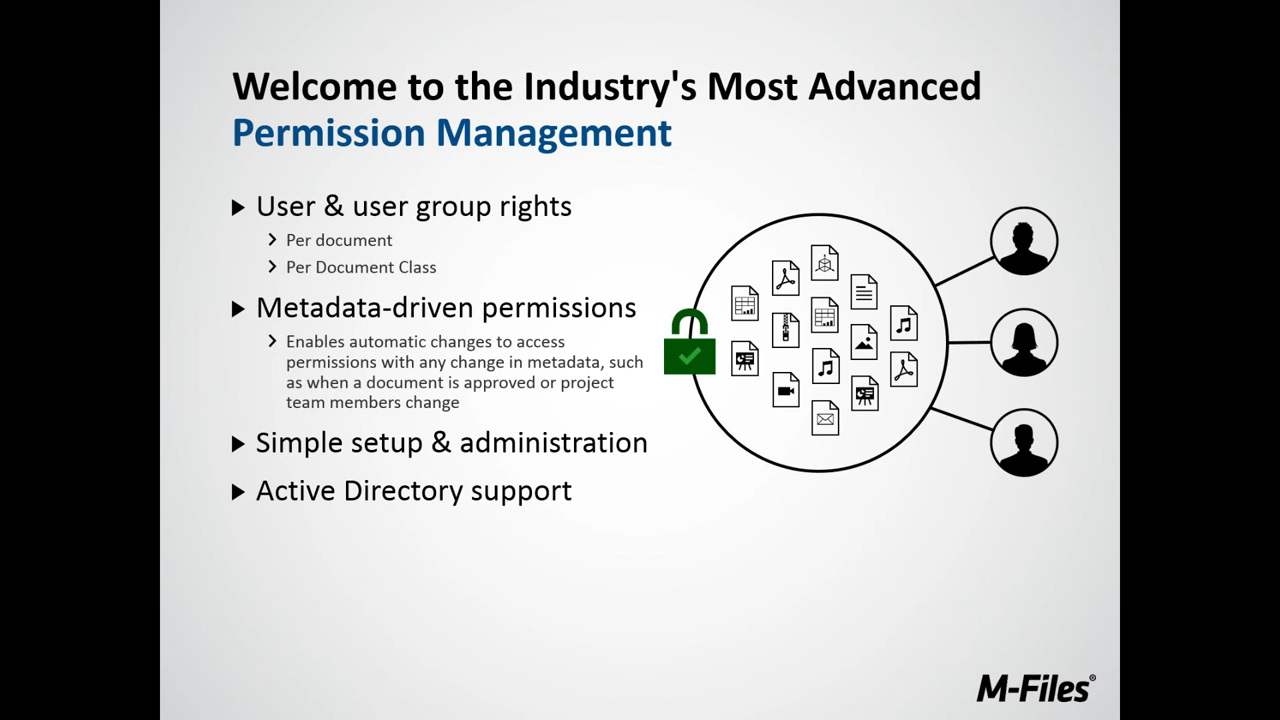 Welcome to the Industry's Most Advanced
Permission Management
User & user group rights
Per document
Per Document Class
Metadata-driven permissions
Enables automatic changes to access
permissions with any change in metadata, such
as when a document is approved or project
team members change
Simple setup & administration
Active Directory support
M-Files®